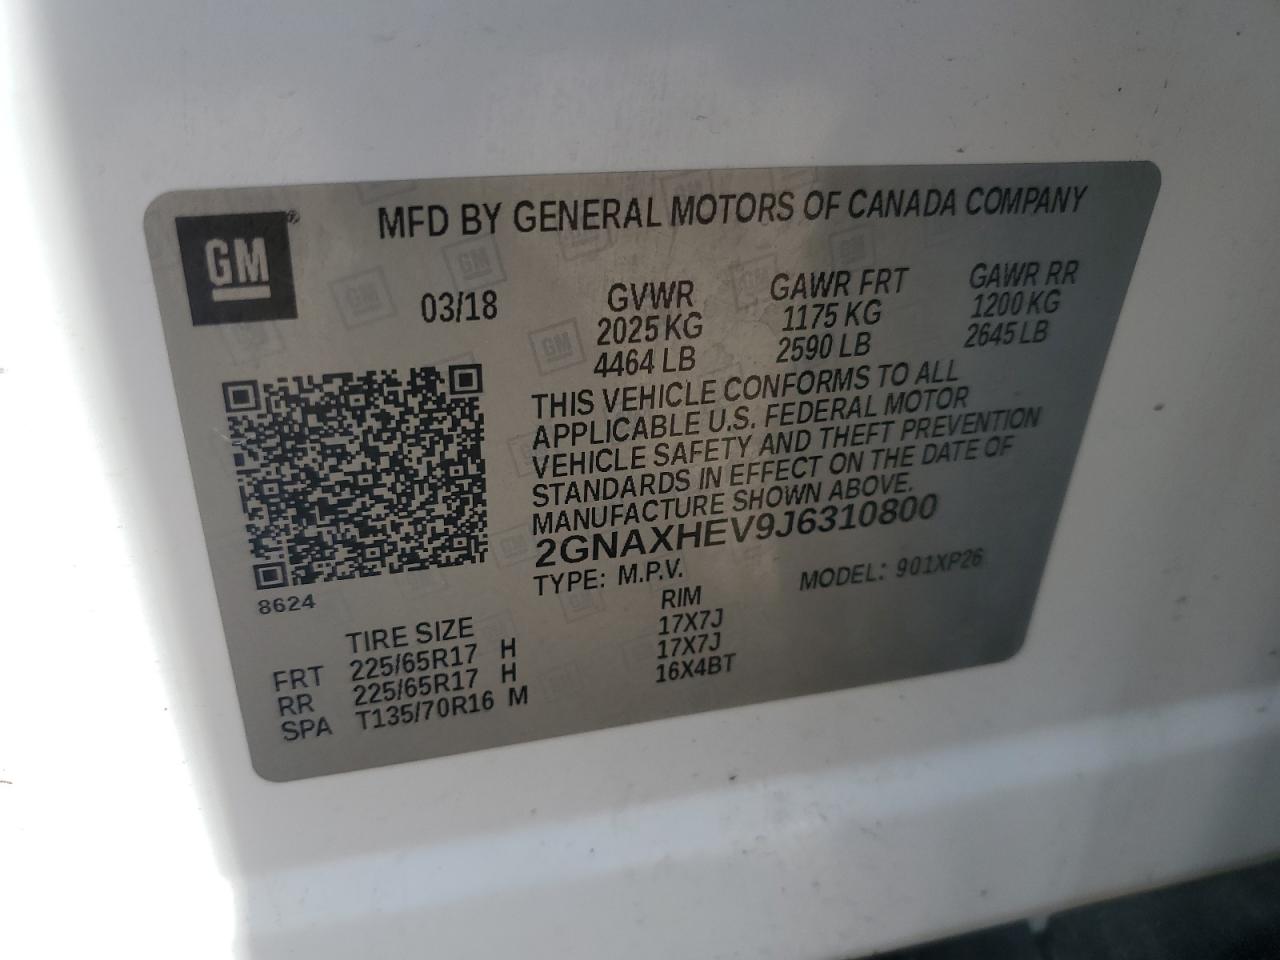 GM®
MFD BY GENERAL MOTORS OF CANADA COMPANY
03/18
GVWR GAWR FRT GAWR RR
2025 KG 1175 KG 1200 KG
4464 LB 2590 LB 2645 LB
THIS VEHICLE CONFORMS TO ALL
APPLICABLE U.S. FEDERAL MOTOR
VEHICLE SAFETY AND THEFT PREVENTION
STANDARDS IN EFFECT ON THE DATE OF
MANUFACTURE SHOWN ABOVE.
2GNAXHEV9J6310800
TYPE: M.P.V. MODEL: 901XP26
8624
TIRE SIZE RIM
FRT 225/65R17 H 17X7J
RR 225/65R17 H 17X7J
SPA T135/70R16 M 16X4BT